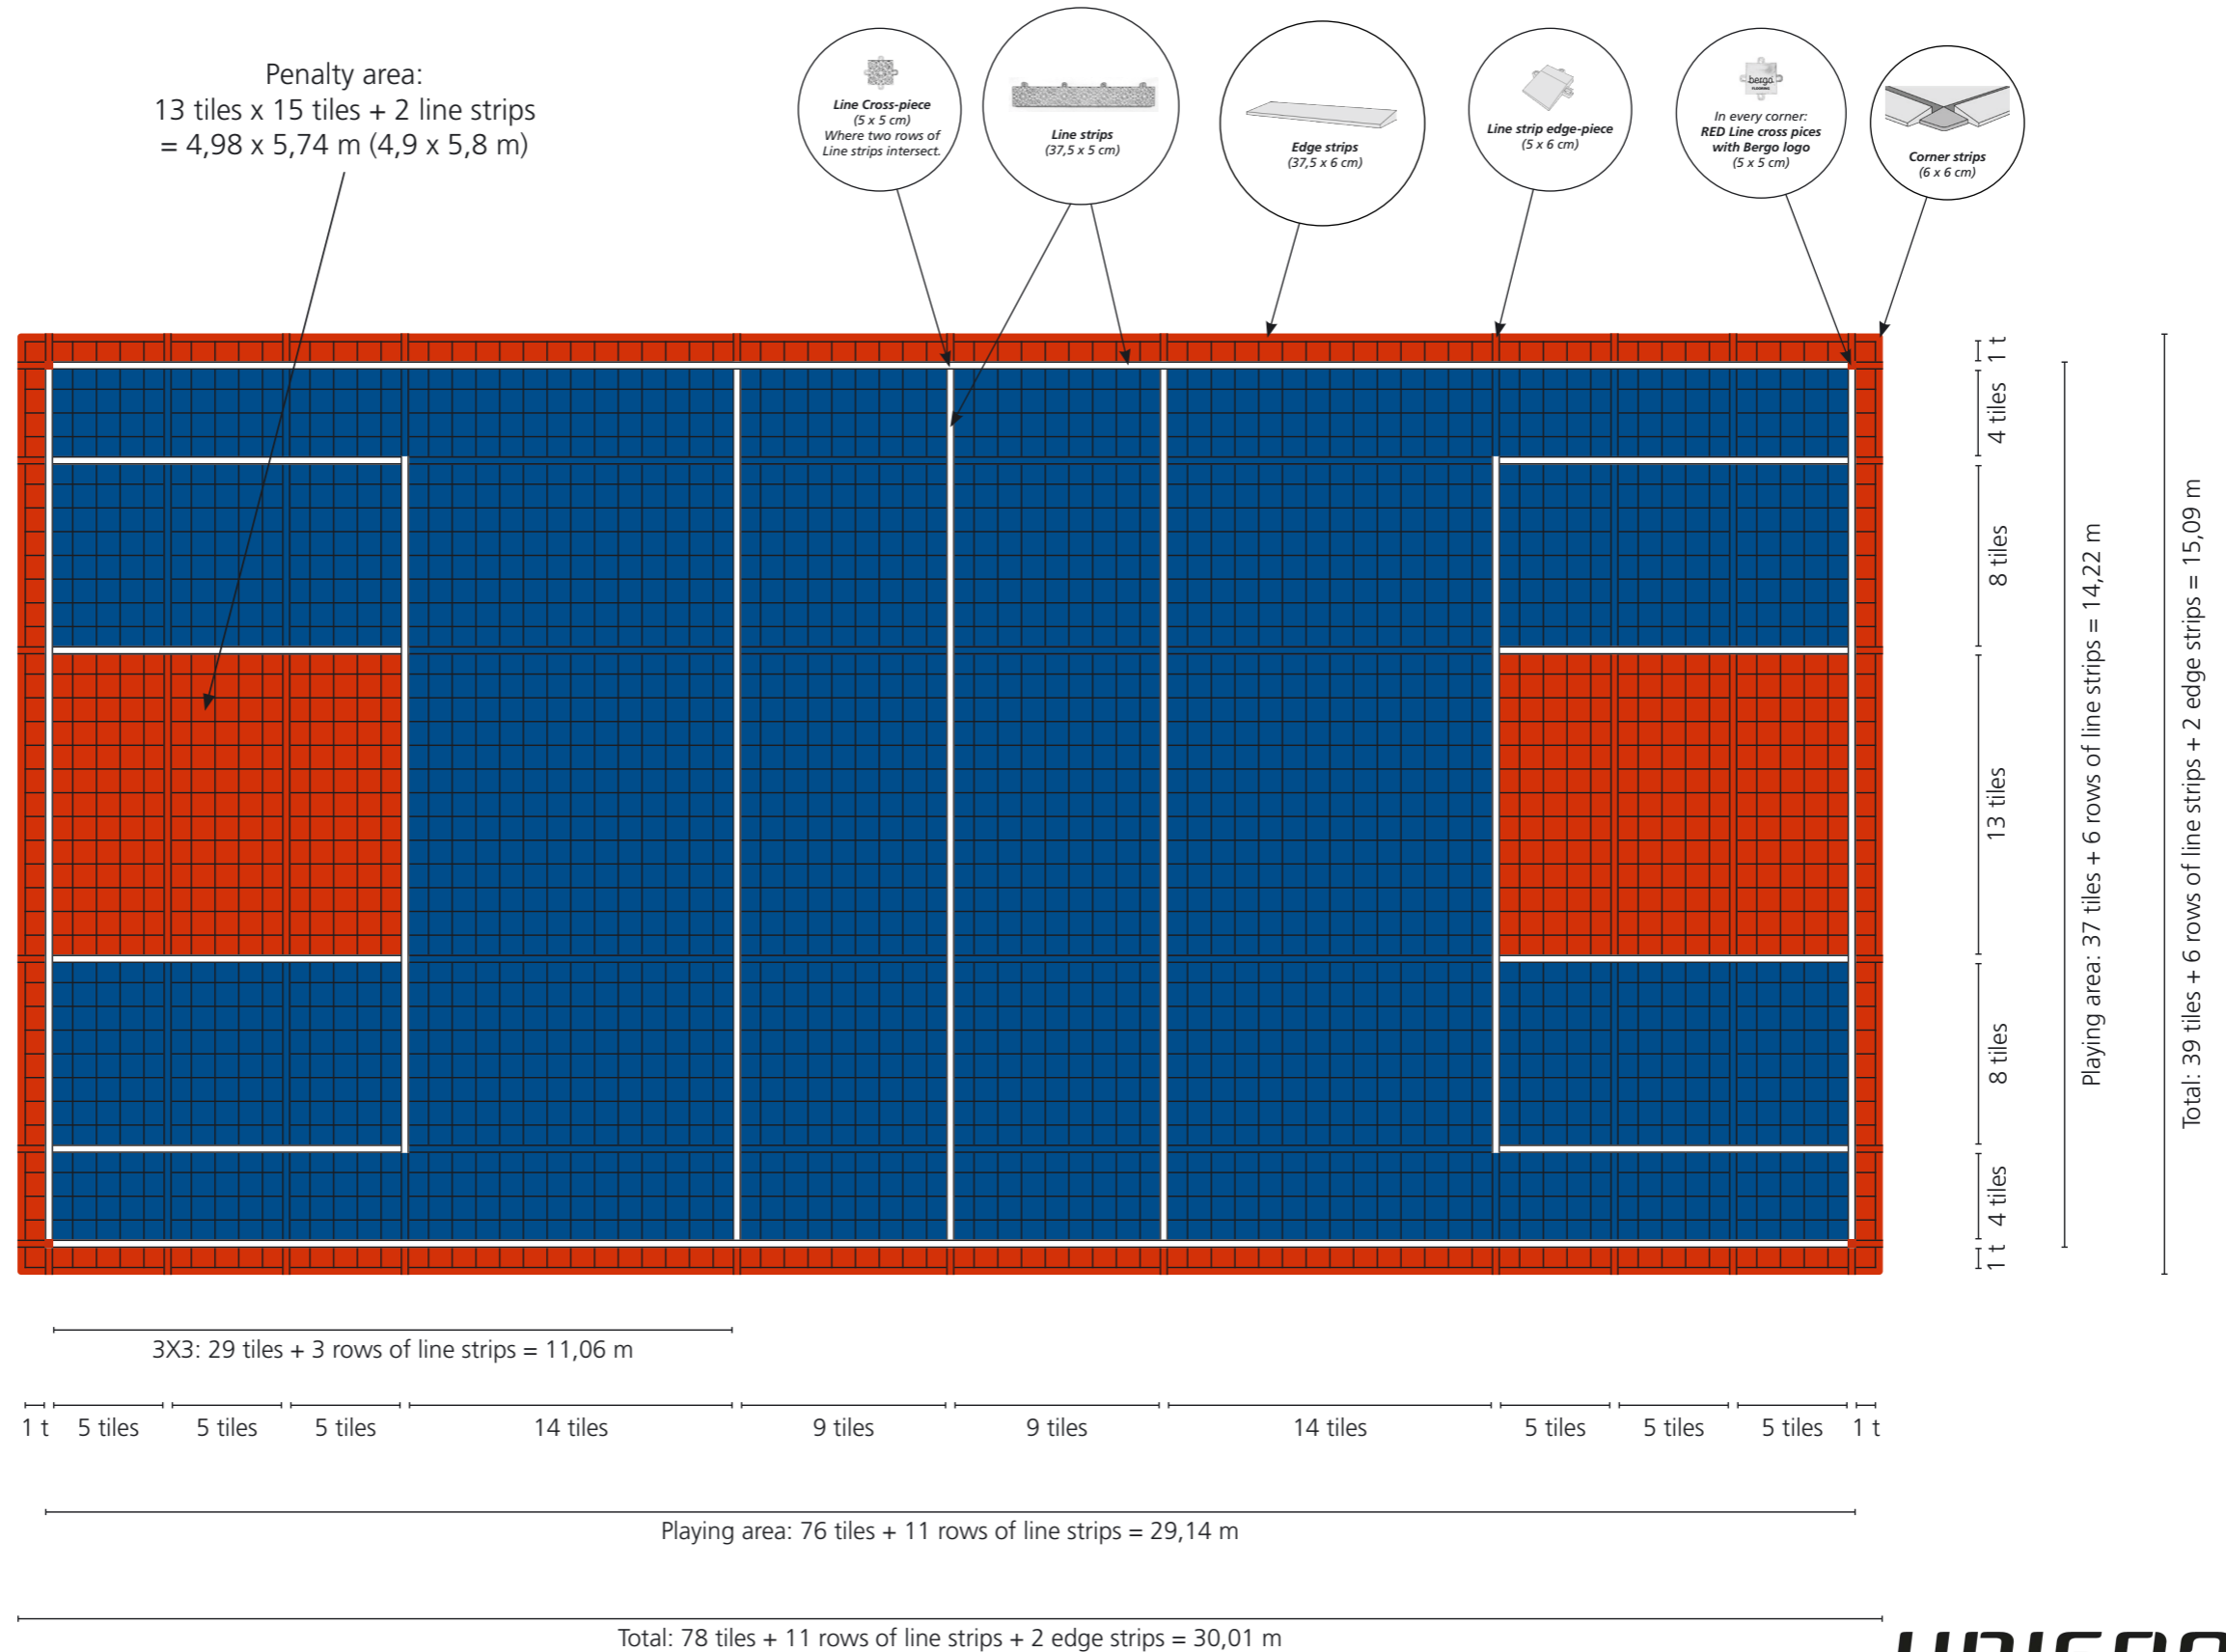 Penalty area:
13 tiles x 15 tiles + 2 line strips
= 4,98 x 5,74 m (4,9 x 5,8 m)
Line Cross-piece
(5 x 5 cm)
Where two rows of
Line strips intersect.
Line strips
(37,5 x 5 cm)
Edge strips
(37,5 x 6 cm)
Line strip edge-piece
(5 x 6 cm)
bergo
FLOORING
In every corner:
RED Line cross pices
with Bergo logo
(5 x 5 cm)
Corner strips
(6 x 6 cm)
1 t
4 tiles
8 tiles
13 tiles
8 tiles
4 tiles
1 t
Playing area: 37 tiles + 6 rows of line strips = 14,22 m
Total: 39 tiles + 6 rows of line strips + 2 edge strips = 15,09 m
3X3: 29 tiles + 3 rows of line strips = 11,06 m
1 t
5 tiles
5 tiles
5 tiles
14 tiles
9 tiles
9 tiles
14 tiles
5 tiles
5 tiles
5 tiles
1 t
Playing area: 76 tiles + 11 rows of line strips = 29,14 m
Total: 78 tiles + 11 rows of line strips + 2 edge strips = 30,01 m